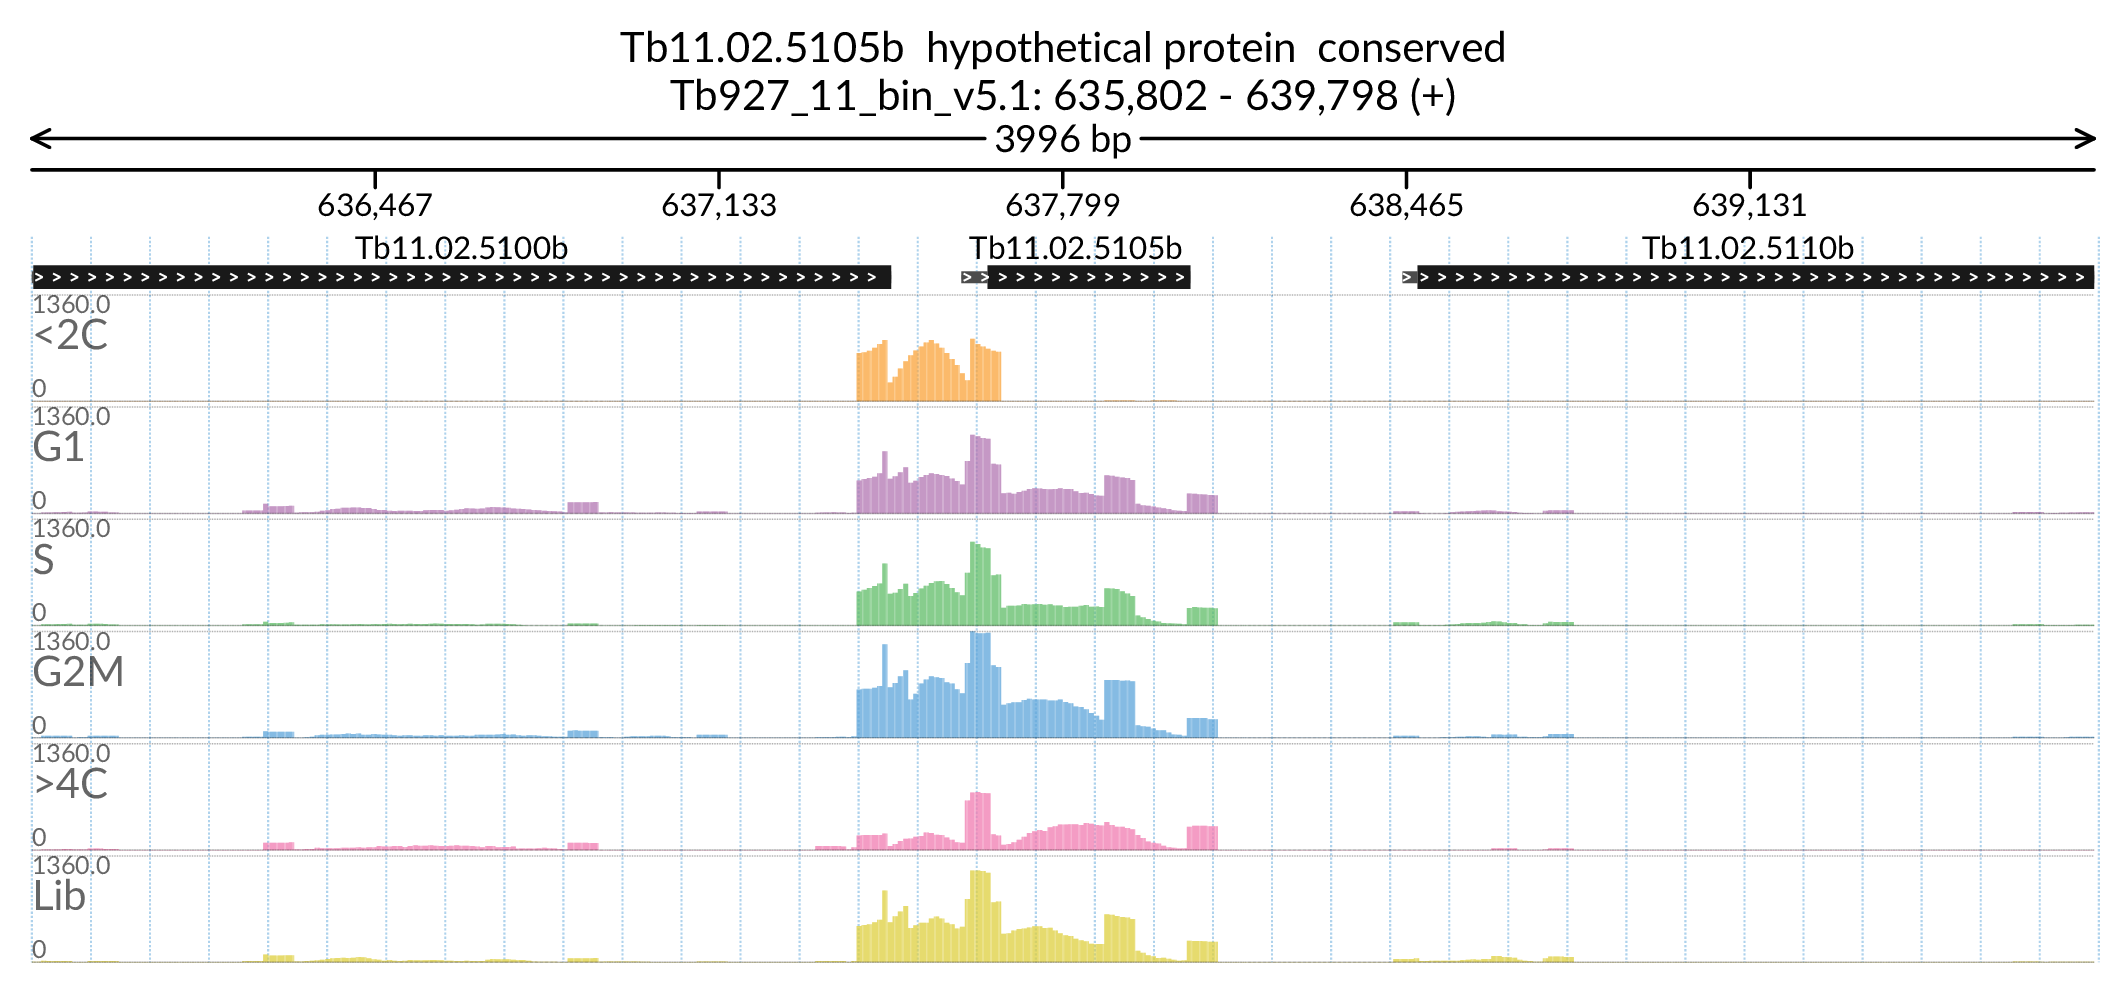 Tb11.02.5105b  hypothetical protein  conserved
Tb927_11_bin_v5.1: 635,802 - 639,798 (+)
3996 bp
636,467 637,133 637,799 638,465 639,131
Tb11.02.5100b Tb11.02.5105b Tb11.02.5110b
1360.0
<2C
0
1360.0
G1
0
1360.0
S
0
1360.0
G2M
0
1360.0
>4C
0
1360.0
Lib
0